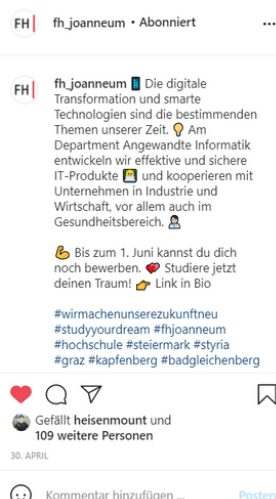 FH fh_joanneum • Abonniert
FH fh_joanneum 📱 Die digitale
Transformation und smarte
Technologien sind die bestimmenden
Themen unserer Zeit. 💡 Am
Department Angewandte Informatik
entwickeln wir effektive und sichere
IT-Produkte 👩‍💻 und kooperieren mit
Unternehmen in Industrie und
Wirtschaft, vor allem auch im
Gesundheitsbereich. 👩‍⚕️
💪 Bis zum 1. Juni kannst du dich
noch bewerben. 💓 Studiere jetzt
deinen Traum! 👉 Link in Bio
#wirmachenunserezukunftneu
#studyyourdream #fhjoanneum
#hochschule #steiermark #styria
#graz #kapfenberg #badgleichenberg
Gefällt heisenmount und
109 weitere Personen
30. APRIL
Kommentar hinzufügen ... Posten